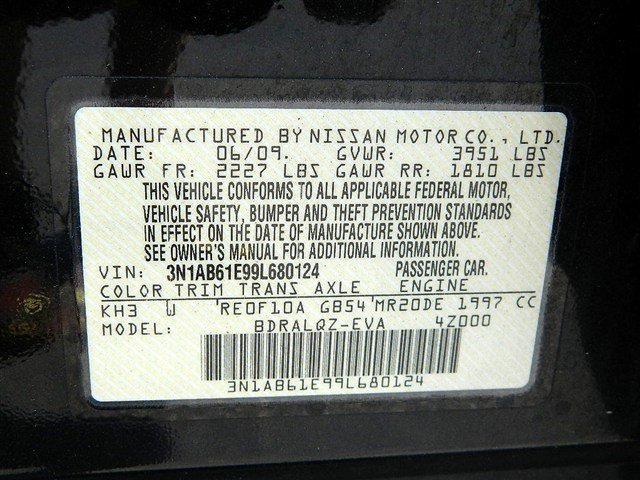 MANUFACTURED BY NISSAN MOTOR CO., LTD.
DATE: 06/09. GVWR: 3951 LBS
GAWR FR: 2227 LBS GAWR RR: 1810 LBS
THIS VEHICLE CONFORMS TO ALL APPLICABLE FEDERAL MOTOR,
VEHICLE SAFETY, BUMPER AND THEFT PREVENTION STANDARDS
IN EFFECT ON THE DATE OF MANUFACTURE SHOWN ABOVE.
SEE OWNER'S MANUAL FOR ADDITIONAL INFORMATION.
VIN: 3N1AB61E99L680124 PASSENGER CAR.
COLOR TRIM TRANS AXLE ENGINE
KH3 W RE0F10A GB54 MR20DE 1997 CC
MODEL: BDRALQZ-EVA 4Z000
3N1AB61E99L680124